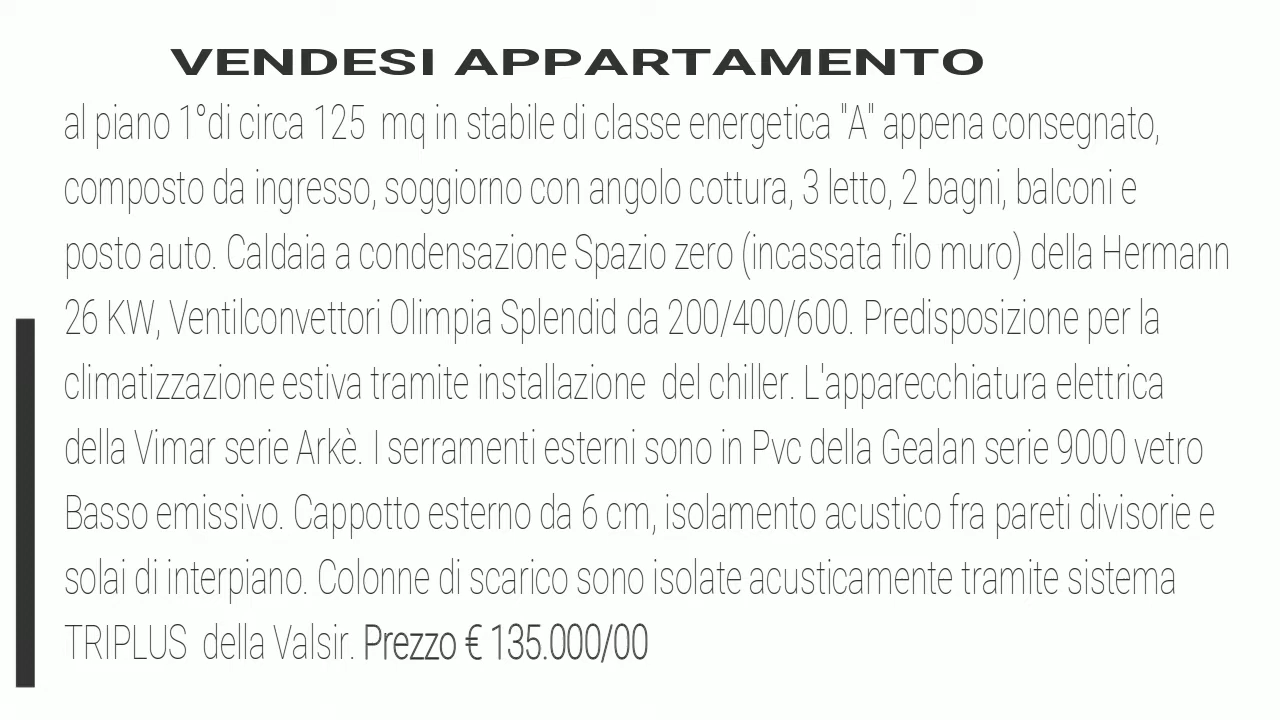 VENDESI APPARTAMENTO
al piano 1°di circa 125  mq in stabile di classe energetica "A" appena consegnato,
composto da ingresso, soggiorno con angolo cottura, 3 letto, 2 bagni, balconi e
posto auto. Caldaia a condensazione Spazio zero (incassata filo muro) della Hermann
26 KW, Ventilconvettori Olimpia Splendid da 200/400/600. Predisposizione per la
climatizzazione estiva tramite installazione  del chiller. L'apparecchiatura elettrica
della Vimar serie Arkè. I serramenti esterni sono in Pvc della Gealan serie 9000 vetro
Basso emissivo. Cappotto esterno da 6 cm, isolamento acustico fra pareti divisorie e
solai di interpiano. Colonne di scarico sono isolate acusticamente tramite sistema
TRIPLUS  della Valsir. Prezzo € 135.000/00